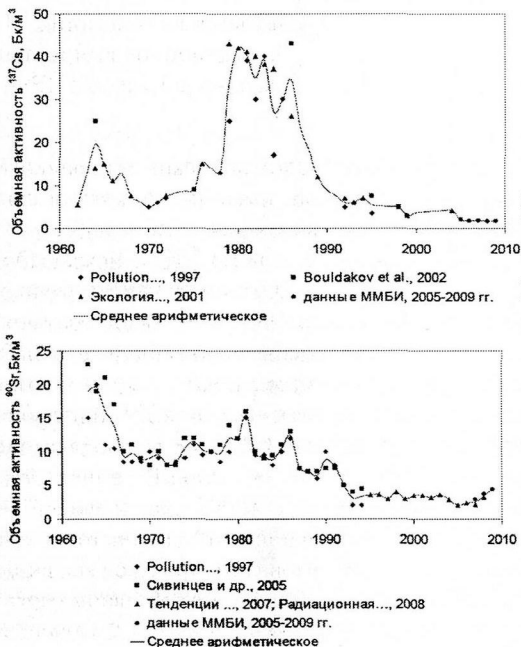 Объемная активность ¹³⁷Cs, Бк/м³
50
40
30
20
10
0
1960 1970 1980 1990 2000 2010
Pollution..., 1997
Bouldakov et al., 2002
Экология..., 2001
данные ММБИ, 2005-2009 гг.
Среднее арифметическое
Объемная активность ⁹⁰Sr, Бк/м³
25
20
15
10
5
0
1960 1970 1980 1990 2000 2010
Pollution..., 1997
Сивинцев и др., 2005
Тенденции ..., 2007; Радиационная..., 2008
данные ММБИ, 2005-2009 гг.
Среднее арифметическое